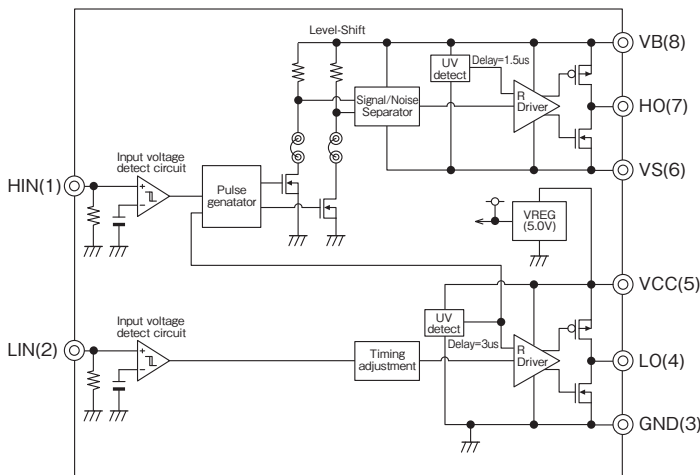 Level-Shift
VB(8)
UV
detect
Delay=1.5us
R
Driver
Signal/Noise
Separator
HO(7)
Input voltage
detect circuit
VS(6)
HIN(1)
+
−
Pulse
genatator
VREG
(5.0V)
VCC(5)
UV
detect
Delay=3us
R
Driver
Input voltage
detect circuit
LIN(2)
+
−
Timing
adjustment
LO(4)
GND(3)